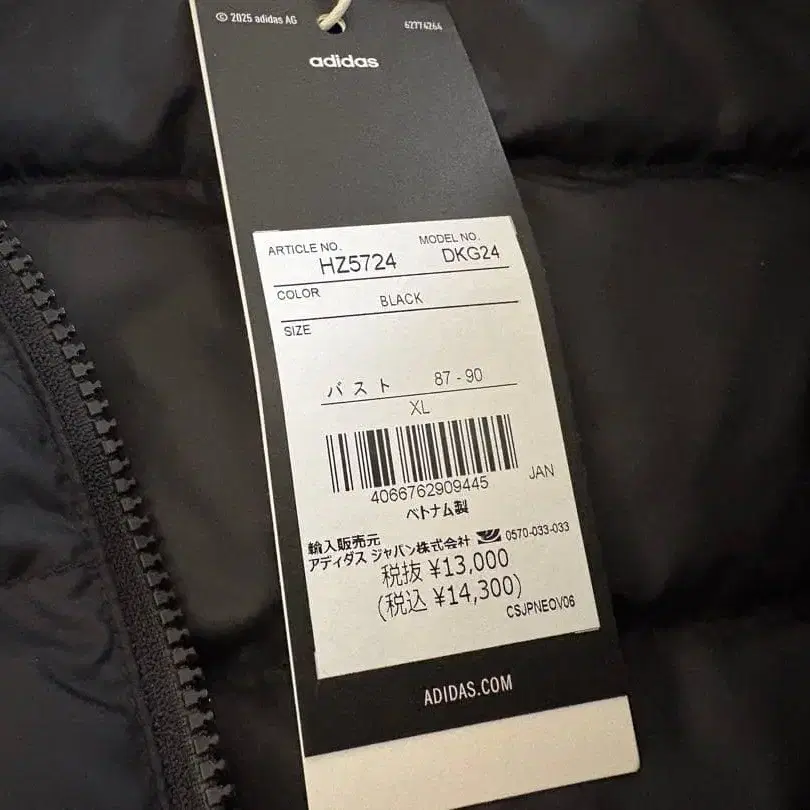 © 2025 adidas AG
62774264
adidas
ARTICLE NO. MODEL NO.
HZ5724 DKG24
COLOR
BLACK
SIZE
バスト 87 - 90
XL
4066762909445 JAN
ベトナム製
輸入販売元
アディダス ジャパン株式会社 0570-033-033
税抜 ¥13,000
(税込 ¥14,300)
CSJPNEOV06
ADIDAS.COM